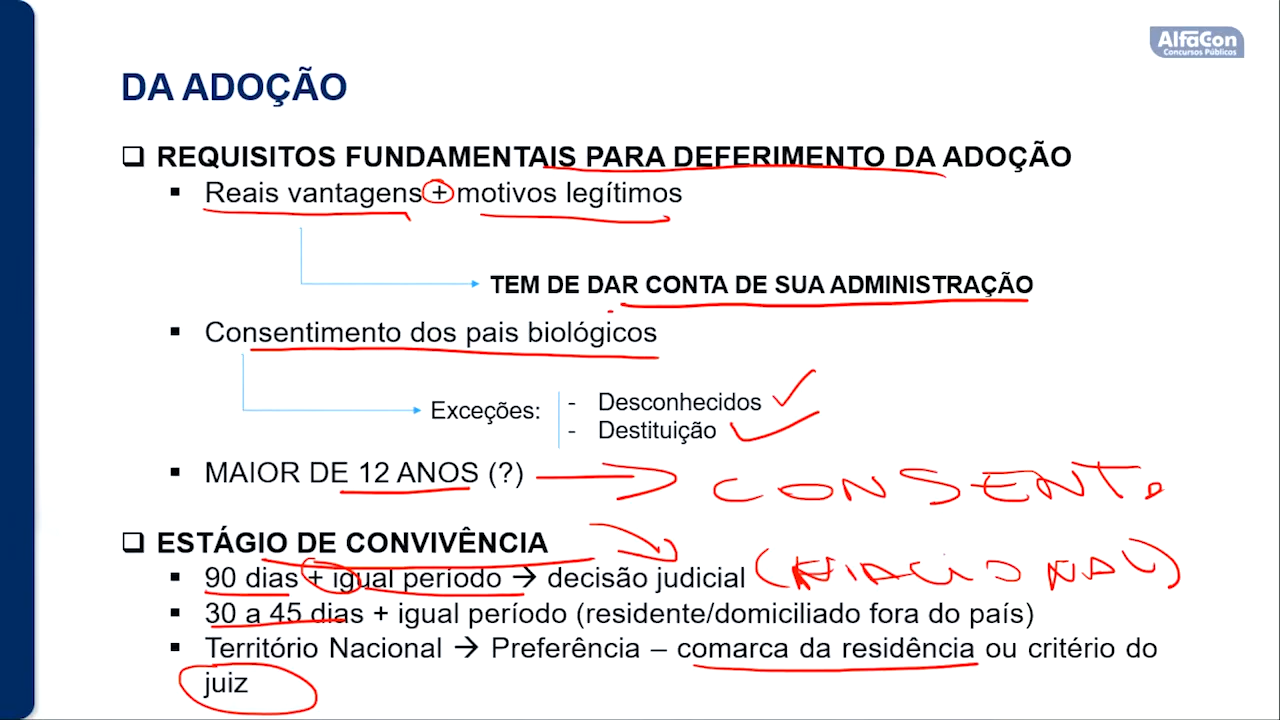 AlfaCon
Concursos Públicos
DA ADOÇÃO
❑ REQUISITOS FUNDAMENTAIS PARA DEFERIMENTO DA ADOÇÃO
▪ Reais vantagens + motivos legítimos
TEM DE DAR CONTA DE SUA ADMINISTRAÇÃO
▪ Consentimento dos pais biológicos
Exceções:
- Desconhecidos
- Destituição
▪ MAIOR DE 12 ANOS (?) CONSENT.
❑ ESTÁGIO DE CONVIVÊNCIA
▪ 90 dias + igual período → decisão judicial
▪ 30 a 45 dias + igual período (residente/domiciliado fora do país)
▪ Território Nacional → Preferência – comarca da residência ou critério do
juiz